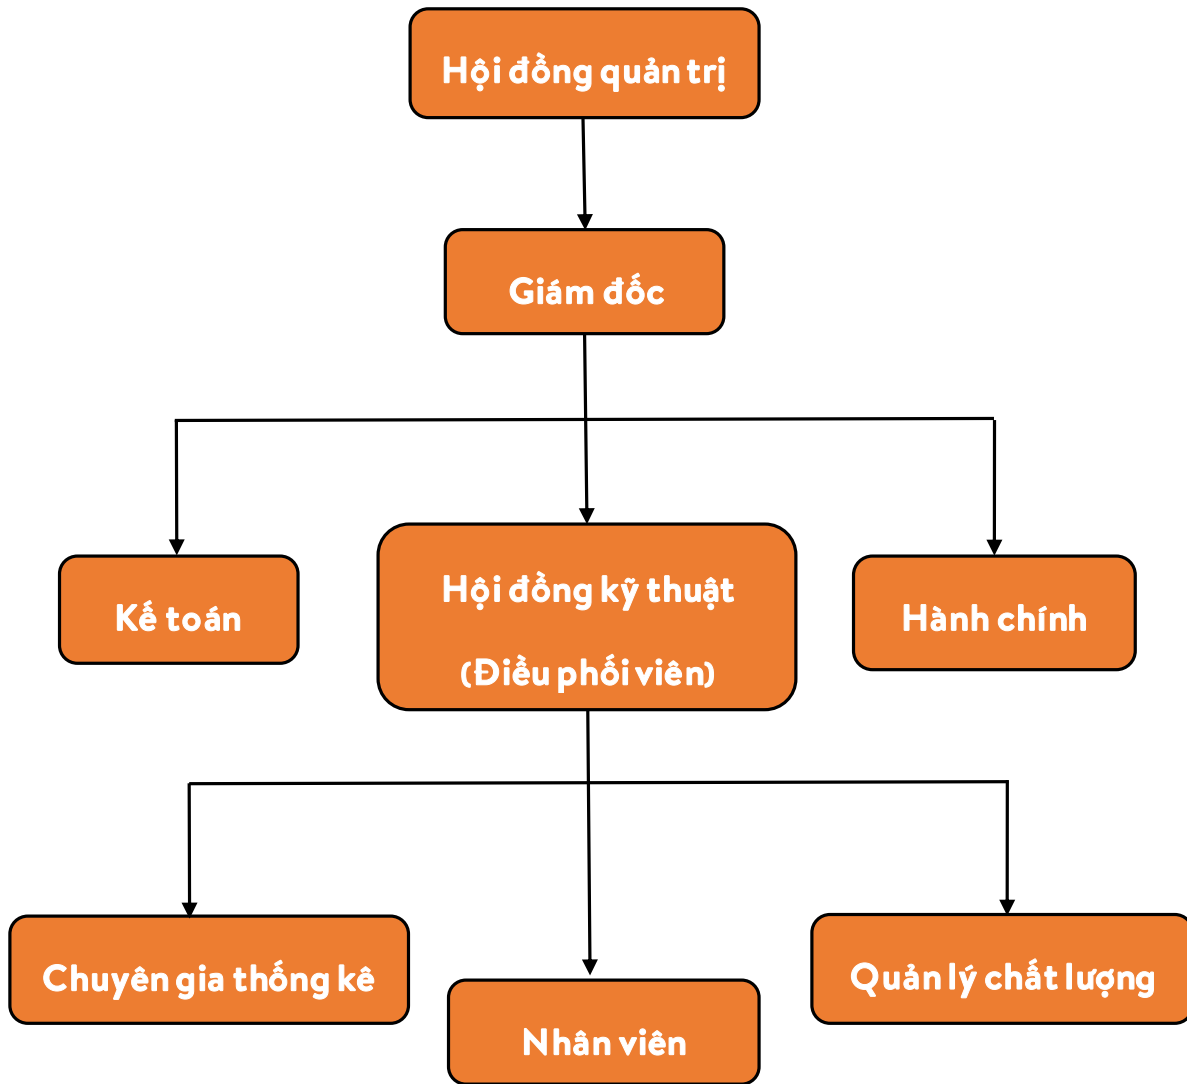 Hội đồng quản trị
Giám đốc
Kế toán
Hội đồng kỹ thuật
(Điều phối viên)
Hành chính
Chuyên gia thống kê
Nhân viên
Quản lý chất lượng